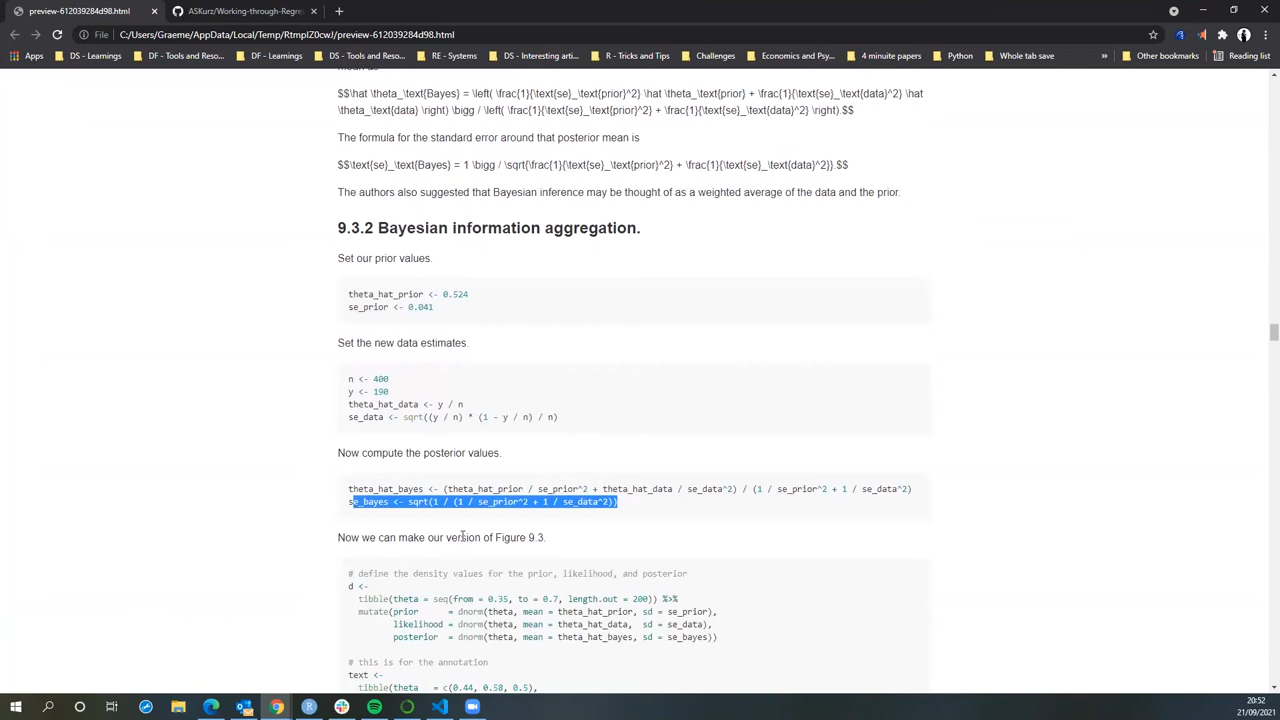 preview-612039284d98.html
ASKurz/Working-through-Regre
File
C:/Users/Graeme/AppData/Local/Temp/RtmpIZ0cwJ/preview-612039284d98.html
Apps
DS - Learnings
DF - Tools and Reso...
DF - Learnings
DS - Tools and Reso...
RE - Systems
DS - Interesting arti...
R - Tricks and Tips
Challenges
Economics and Psy...
4 minuite papers
Python
Whole tab save
Other bookmarks
Reading list
mean as
$$\hat \theta_\text{Bayes} = \left( \frac{1}{\text{se}_\text{prior}^2} \hat \theta_\text{prior} + \frac{1}{\text{se}_\text{data}^2} \hat
\theta_\text{data} \right) \bigg / \left( \frac{1}{\text{se}_\text{prior}^2} + \frac{1}{\text{se}_\text{data}^2} \right).$$
The formula for the standard error around that posterior mean is
$$\text{se}_\text{Bayes} = 1 \bigg / \sqrt{\frac{1}{\text{se}_\text{prior}^2} + \frac{1}{\text{se}_\text{data}^2}}.$$
The authors also suggested that Bayesian inference may be thought of as a weighted average of the data and the prior.
9.3.2 Bayesian information aggregation.
Set our prior values.
theta_hat_prior <- 0.524
se_prior <- 0.041
Set the new data estimates.
n <- 400
y <- 190
theta_hat_data <- y / n
se_data <- sqrt((y / n) * (1 - y / n) / n)
Now compute the posterior values.
theta_hat_bayes <- (theta_hat_prior / se_prior^2 + theta_hat_data / se_data^2) / (1 / se_prior^2 + 1 / se_data^2)
se_bayes <- sqrt(1 / (1 / se_prior^2 + 1 / se_data^2))
Now we can make our version of Figure 9.3.
# define the density values for the prior, likelihood, and posterior
d <-
tibble(theta = seq(from = 0.35, to = 0.7, length.out = 200)) %>%
mutate(prior = dnorm(theta, mean = theta_hat_prior, sd = se_prior),
likelihood = dnorm(theta, mean = theta_hat_data, sd = se_data),
posterior = dnorm(theta, mean = theta_hat_bayes, sd = se_bayes))
# this is for the annotation
text <-
tibble(theta = c(0.44, 0.58, 0.5),
20:52
21/09/2021